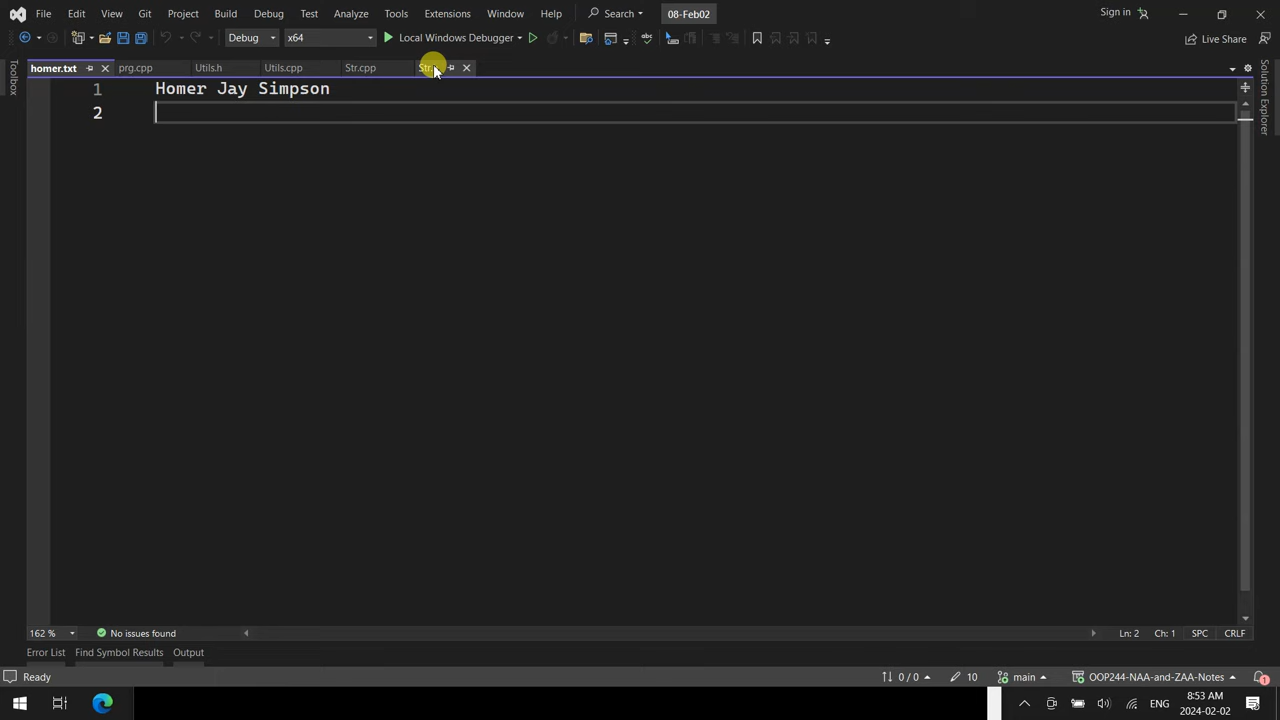 File Edit View Git Project Build Debug Test Analyze Tools Extensions Window Help Search 08-Feb02 Sign in
Debug x64 Local Windows Debugger Live Share
homer.txt prg.cpp Utils.h Utils.cpp Str.cpp
Toolbox
Solution Explorer
1 Homer Jay Simpson
2
162 % No issues found Ln: 2 Ch: 1 SPC CRLF
Error List Find Symbol Results Output
Ready 0 / 0 10 main OOP244-NAA-and-ZAA-Notes 1
ENG 8:53 AM
2024-02-02